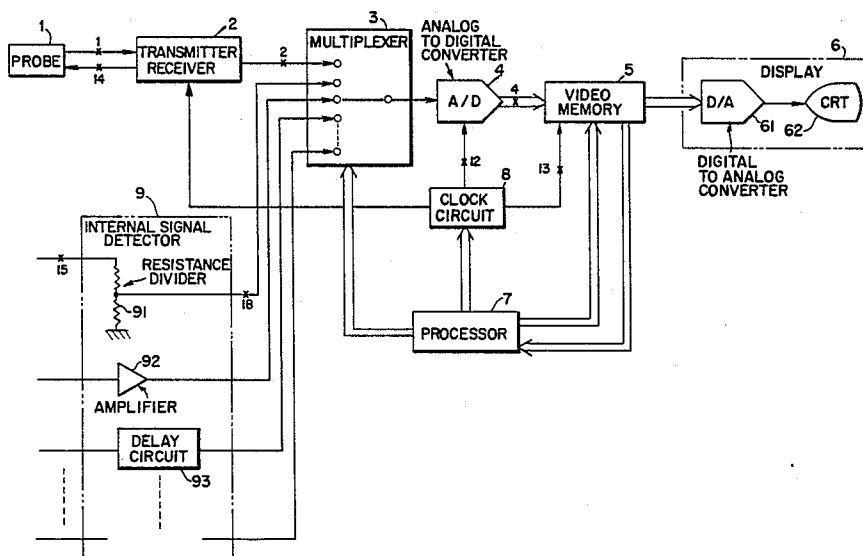 1
PROBE
1
14
2
TRANSMITTER
RECEIVER
2
3
MULTIPLEXER
ANALOG
TO DIGITAL
CONVERTER
4
A/D
4
12
5
VIDEO
MEMORY
13
6
DISPLAY
D/A
61
CRT
62
DIGITAL
TO ANALOG
CONVERTER
8
CLOCK
CIRCUIT
7
PROCESSOR
9
INTERNAL SIGNAL
DETECTOR
15
RESISTANCE
DIVIDER
18
91
92
AMPLIFIER
DELAY
CIRCUIT
93